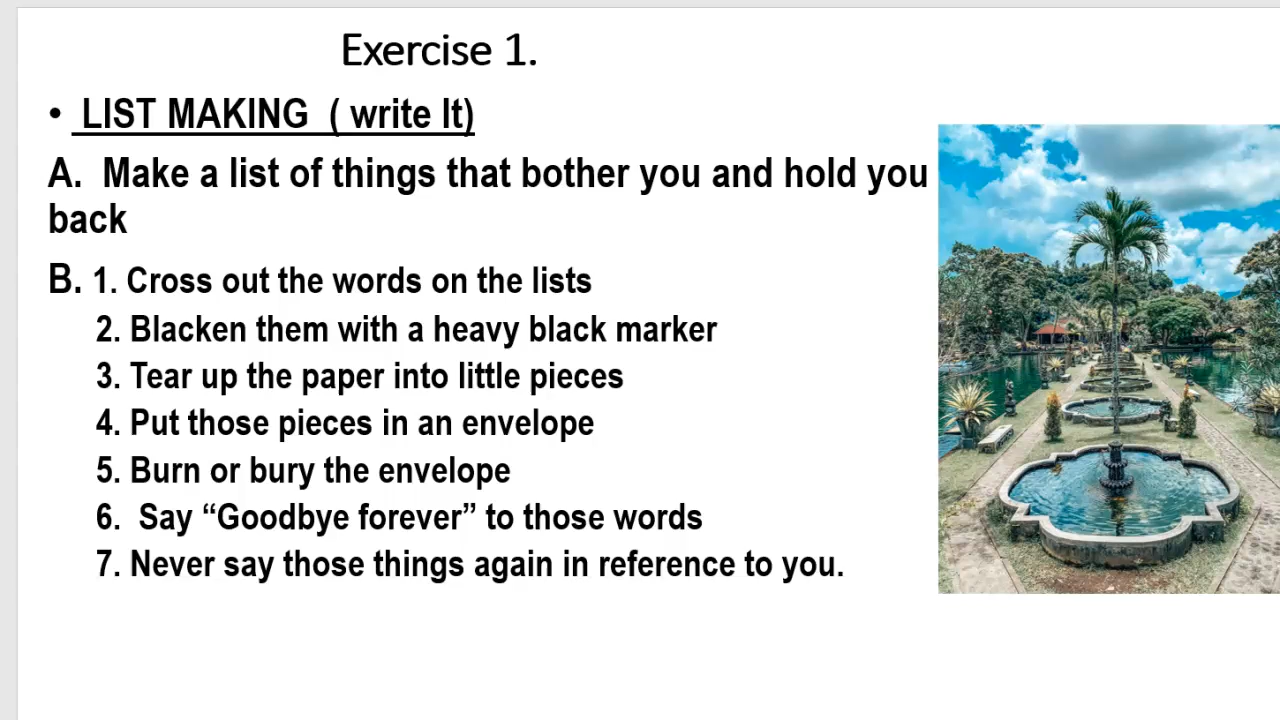 Exercise 1.
• LIST MAKING ( write It)
A. Make a list of things that bother you and hold you
back
B. 1. Cross out the words on the lists
2. Blacken them with a heavy black marker
3. Tear up the paper into little pieces
4. Put those pieces in an envelope
5. Burn or bury the envelope
6. Say “Goodbye forever” to those words
7. Never say those things again in reference to you.